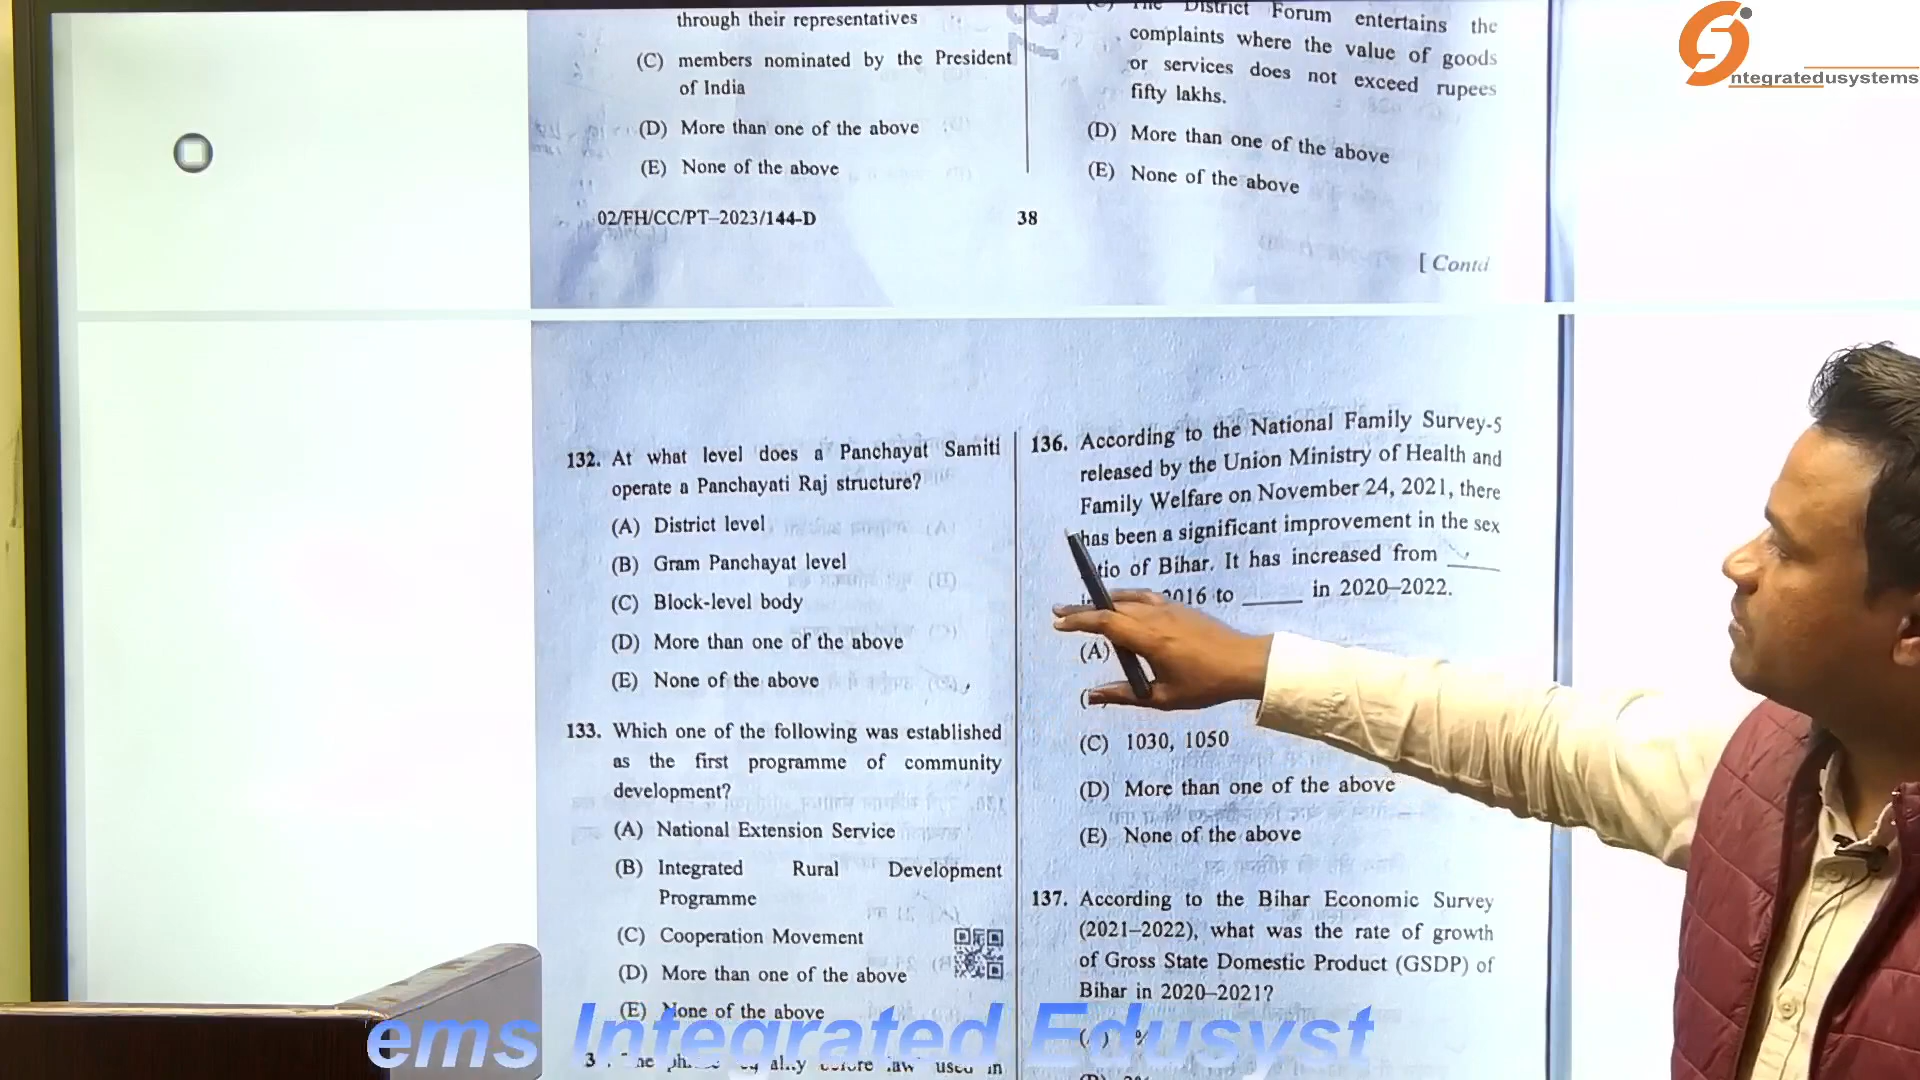 through their representatives
(C) members nominated by the President
of India
(D) More than one of the above
(E) None of the above
02/FH/CC/PT–2023/144-D
38
District Forum entertains the
complaints where the value of goods
or services does not exceed rupees
fifty lakhs.
(D) More than one of the above
(E) None of the above
[ Contd
ntegratedusystems
132. At what level does a Panchayat Samiti
operate a Panchayati Raj structure?
(A) District level
(B) Gram Panchayat level
(C) Block-level body
(D) More than one of the above
(E) None of the above
133. Which one of the following was established
as the first programme of community
development?
(A) National Extension Service
(B) Integrated Rural Development
Programme
(C) Cooperation Movement
(D) More than one of the above
(E) None of the above
136. According to the National Family Survey-5
released by the Union Ministry of Health and
Family Welfare on November 24, 2021, there
has been a significant improvement in the sex
of Bihar. It has increased from ____
2016 to ____ in 2020–2022.
(A)
(C) 1030, 1050
(D) More than one of the above
(E) None of the above
137. According to the Bihar Economic Survey
(2021–2022), what was the rate of growth
of Gross State Domestic Product (GSDP) of
Bihar in 2020–2021?
ems Integrated Edusyst